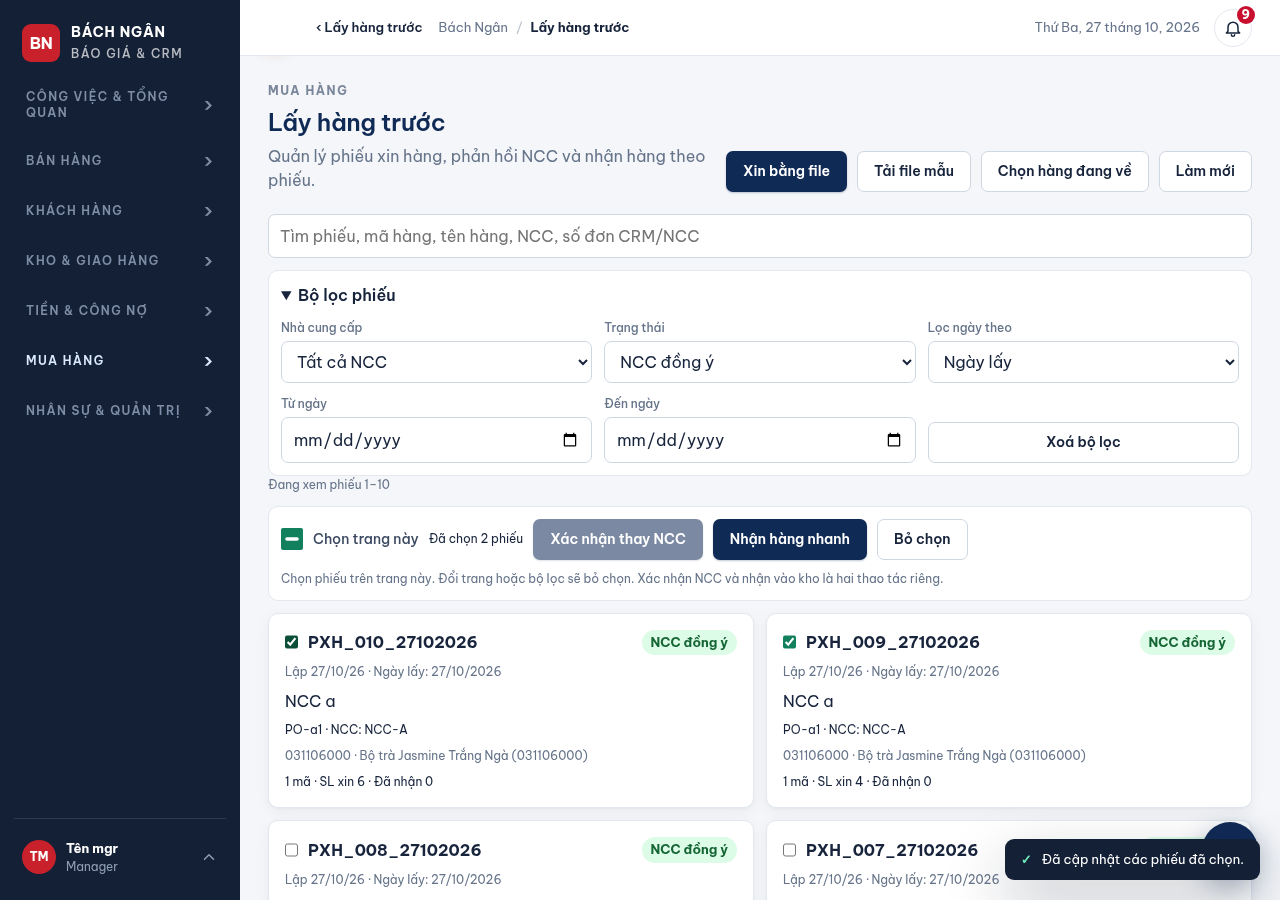 BN
BÁCH NGÂN
BÁO GIÁ & CRM
CÔNG VIỆC & TỔNG QUAN
BÁN HÀNG
KHÁCH HÀNG
KHO & GIAO HÀNG
TIỀN & CÔNG NỢ
MUA HÀNG
NHÂN SỰ & QUẢN TRỊ
TM
Tên mgr
Manager
‹ Lấy hàng trước
Bách Ngân / Lấy hàng trước
Thứ Ba, 27 tháng 10, 2026
9
MUA HÀNG
Lấy hàng trước
Quản lý phiếu xin hàng, phản hồi NCC và nhận hàng theo
phiếu.
Xin bằng file
Tải file mẫu
Chọn hàng đang về
Làm mới
Tìm phiếu, mã hàng, tên hàng, NCC, số đơn CRM/NCC
▼ Bộ lọc phiếu
Nhà cung cấp
Trạng thái
Lọc ngày theo
Tất cả NCC
NCC đồng ý
Ngày lấy
Từ ngày
Đến ngày
mm/dd/yyyy
mm/dd/yyyy
Xoá bộ lọc
Đang xem phiếu 1–10
Chọn trang này
Đã chọn 2 phiếu
Xác nhận thay NCC
Nhận hàng nhanh
Bỏ chọn
Chọn phiếu trên trang này. Đổi trang hoặc bộ lọc sẽ bỏ chọn. Xác nhận NCC và nhận vào kho là hai thao tác riêng.
PXH_010_27102026
NCC đồng ý
Lập 27/10/26 · Ngày lấy: 27/10/2026
NCC a
PO-a1 · NCC: NCC-A
031106000 · Bộ trà Jasmine Trắng Ngà (031106000)
1 mã · SL xin 6 · Đã nhận 0
PXH_009_27102026
NCC đồng ý
Lập 27/10/26 · Ngày lấy: 27/10/2026
NCC a
PO-a1 · NCC: NCC-A
031106000 · Bộ trà Jasmine Trắng Ngà (031106000)
1 mã · SL xin 4 · Đã nhận 0
PXH_008_27102026
NCC đồng ý
Lập 27/10/26 · Ngày lấy: 27/10/2026
PXH_007_27102026
Lập 27/10/26 · Ngày lấy: 27/10/2026
✓ Đã cập nhật các phiếu đã chọn.